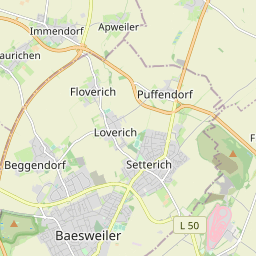 Apweiler
Immendorf
aurichen
Floverich
Puffendorf
Loverich
F
Beggendorf
Setterich
L 50
Baesweiler